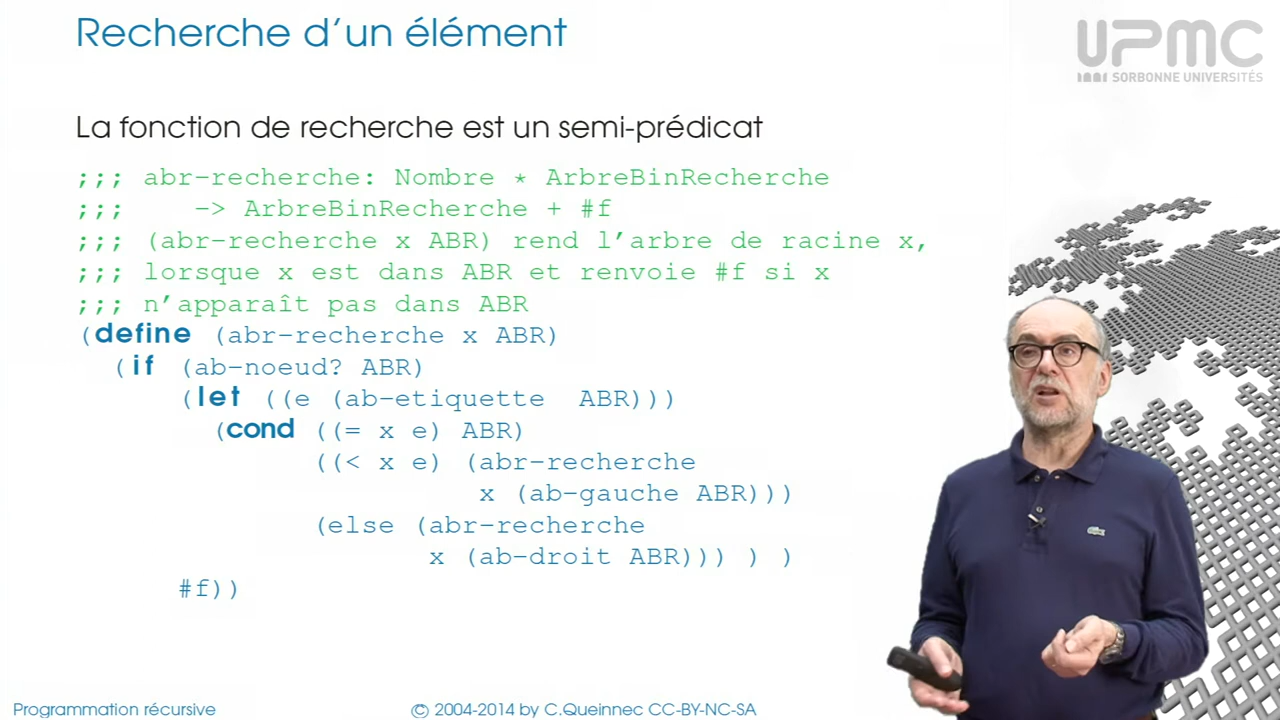 Recherche d'un élément
UPMC
SORBONNE UNIVERSITÉS
La fonction de recherche est un semi-prédicat
;;; abr-recherche: Nombre * ArbreBinRecherche
;;;    -> ArbreBinRecherche + #f
;;; (abr-recherche x ABR) rend l'arbre de racine x,
;;; lorsque x est dans ABR et renvoie #f si x
;;; n'apparaît pas dans ABR
(define (abr-recherche x ABR)
  (if (ab-noeud? ABR)
      (let ((e (ab-etiquette  ABR)))
        (cond ((= x e) ABR)
              ((< x e) (abr-recherche
                        x (ab-gauche ABR)))
              (else (abr-recherche
                     x (ab-droit ABR))) ) )
      #f))
Programmation récursive
© 2004-2014 by C.Queinnec CC-BY-NC-SA